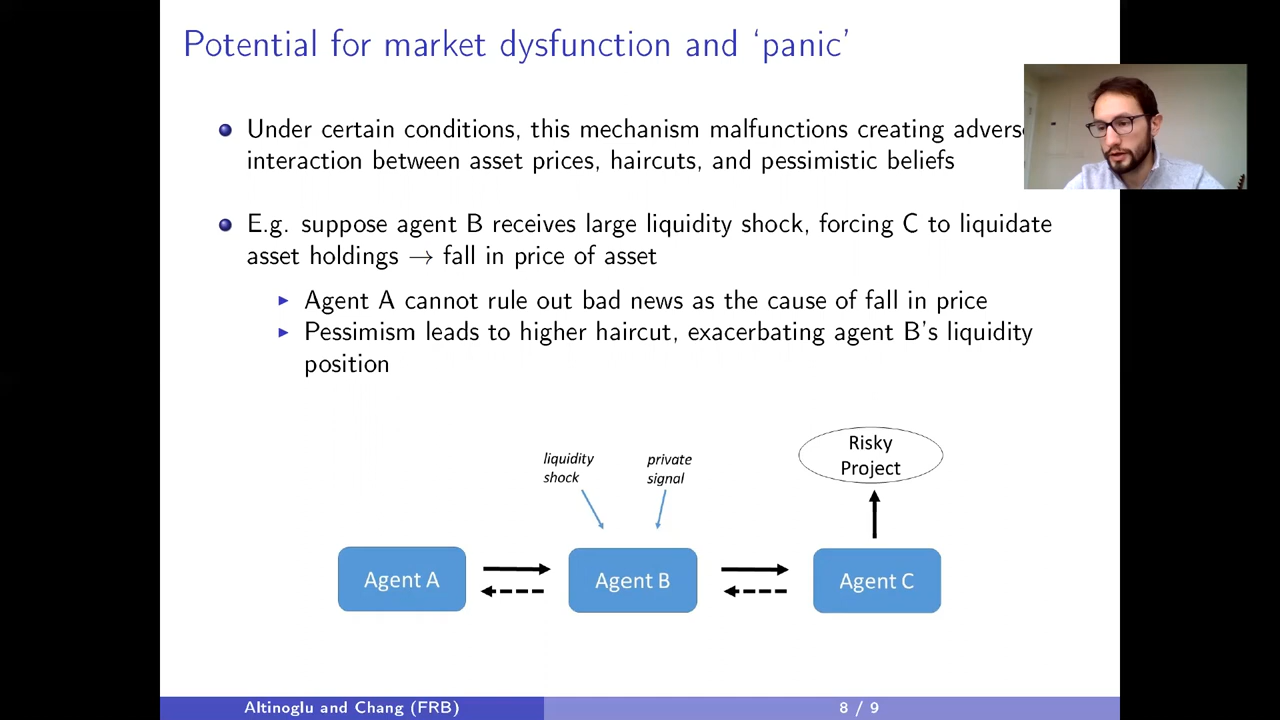 Potential for market dysfunction and ‘panic’
Under certain conditions, this mechanism malfunctions creating
interaction between asset prices, haircuts, and pessimistic beliefs
E.g. suppose agent B receives large liquidity shock, forcing C to liquidate
asset holdings → fall in price of asset
Agent A cannot rule out bad news as the cause of fall in price
Pessimism leads to higher haircut, exacerbating agent B’s liquidity
position
liquidity
shock
private
signal
Risky
Project
Agent A
Agent B
Agent C
Altinoglu and Chang (FRB)
8 / 9